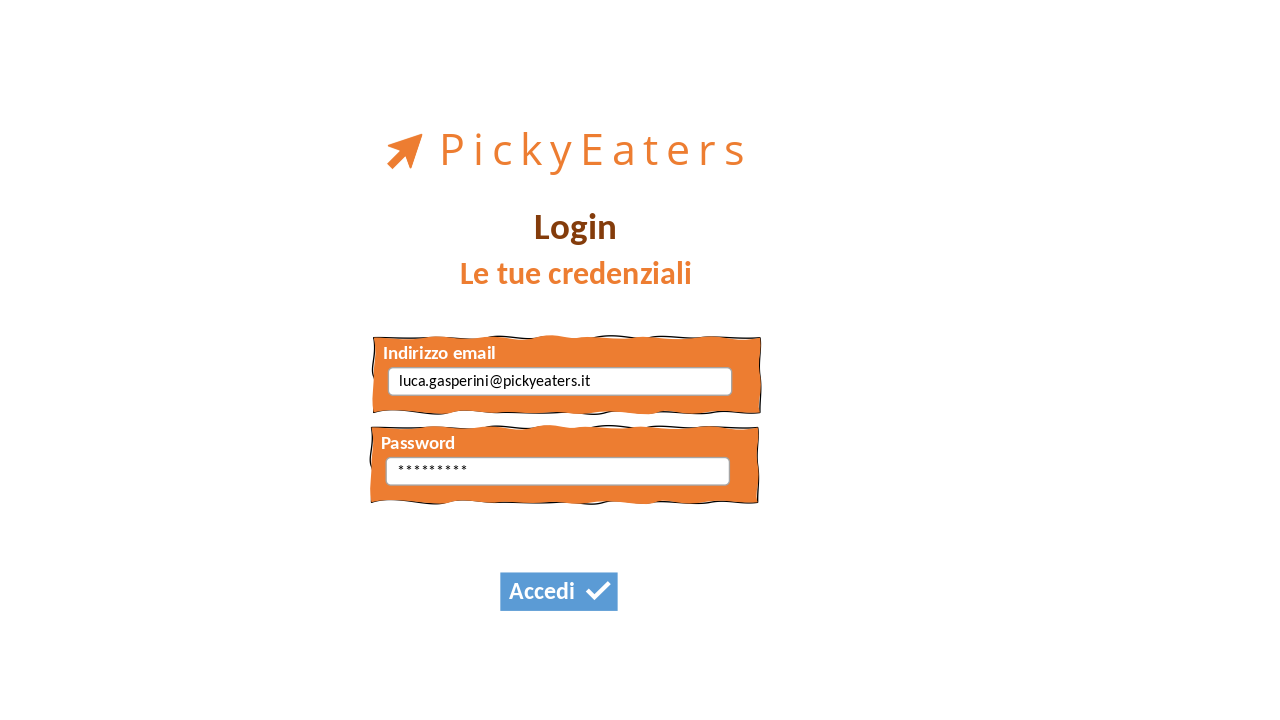 PickyEaters
Login
Le tue credenziali
Indirizzo email
luca.gasperini@pickyeaters.it
Password
*********
Accedi